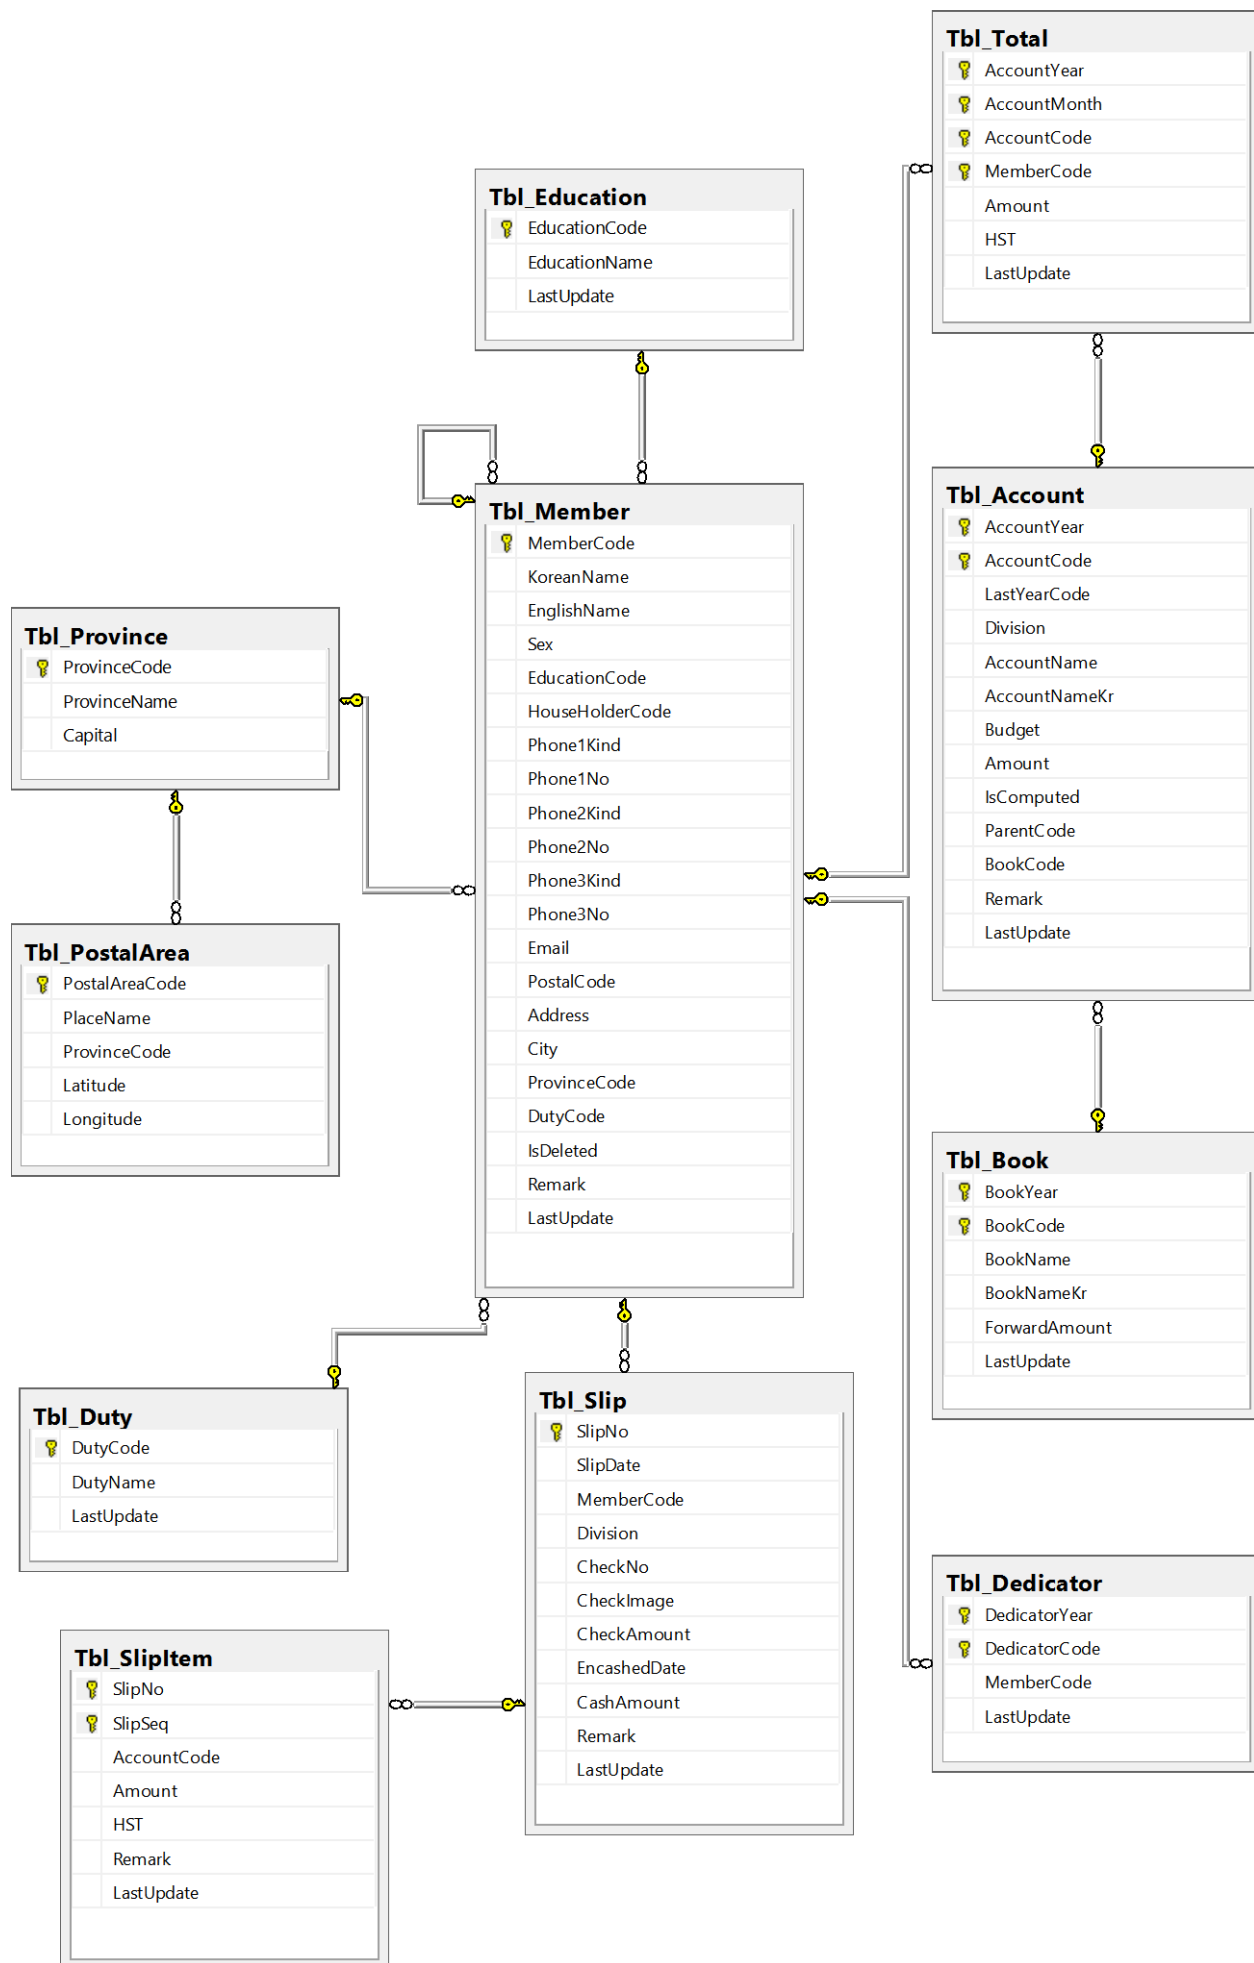 Tbl_Total
AccountYear
AccountMonth
AccountCode
MemberCode
Amount
HST
LastUpdate
Tbl_Education
EducationCode
EducationName
LastUpdate
Tbl_Account
AccountYear
AccountCode
LastYearCode
Division
AccountName
AccountNameKr
Budget
Amount
IsComputed
ParentCode
BookCode
Remark
LastUpdate
Tbl_Member
MemberCode
KoreanName
EnglishName
Sex
EducationCode
HouseHolderCode
Phone1Kind
Phone1No
Phone2Kind
Phone2No
Phone3Kind
Phone3No
Email
PostalCode
Address
City
ProvinceCode
DutyCode
IsDeleted
Remark
LastUpdate
Tbl_Province
ProvinceCode
ProvinceName
Capital
Tbl_PostalArea
PostalAreaCode
PlaceName
ProvinceCode
Latitude
Longitude
Tbl_Book
BookYear
BookCode
BookName
BookNameKr
ForwardAmount
LastUpdate
Tbl_Duty
DutyCode
DutyName
LastUpdate
Tbl_Slip
SlipNo
SlipDate
MemberCode
Division
CheckNo
CheckImage
CheckAmount
EncashedDate
CashAmount
Remark
LastUpdate
Tbl_Dedicator
DedicatorYear
DedicatorCode
MemberCode
LastUpdate
Tbl_SlipItem
SlipNo
SlipSeq
AccountCode
Amount
HST
Remark
LastUpdate